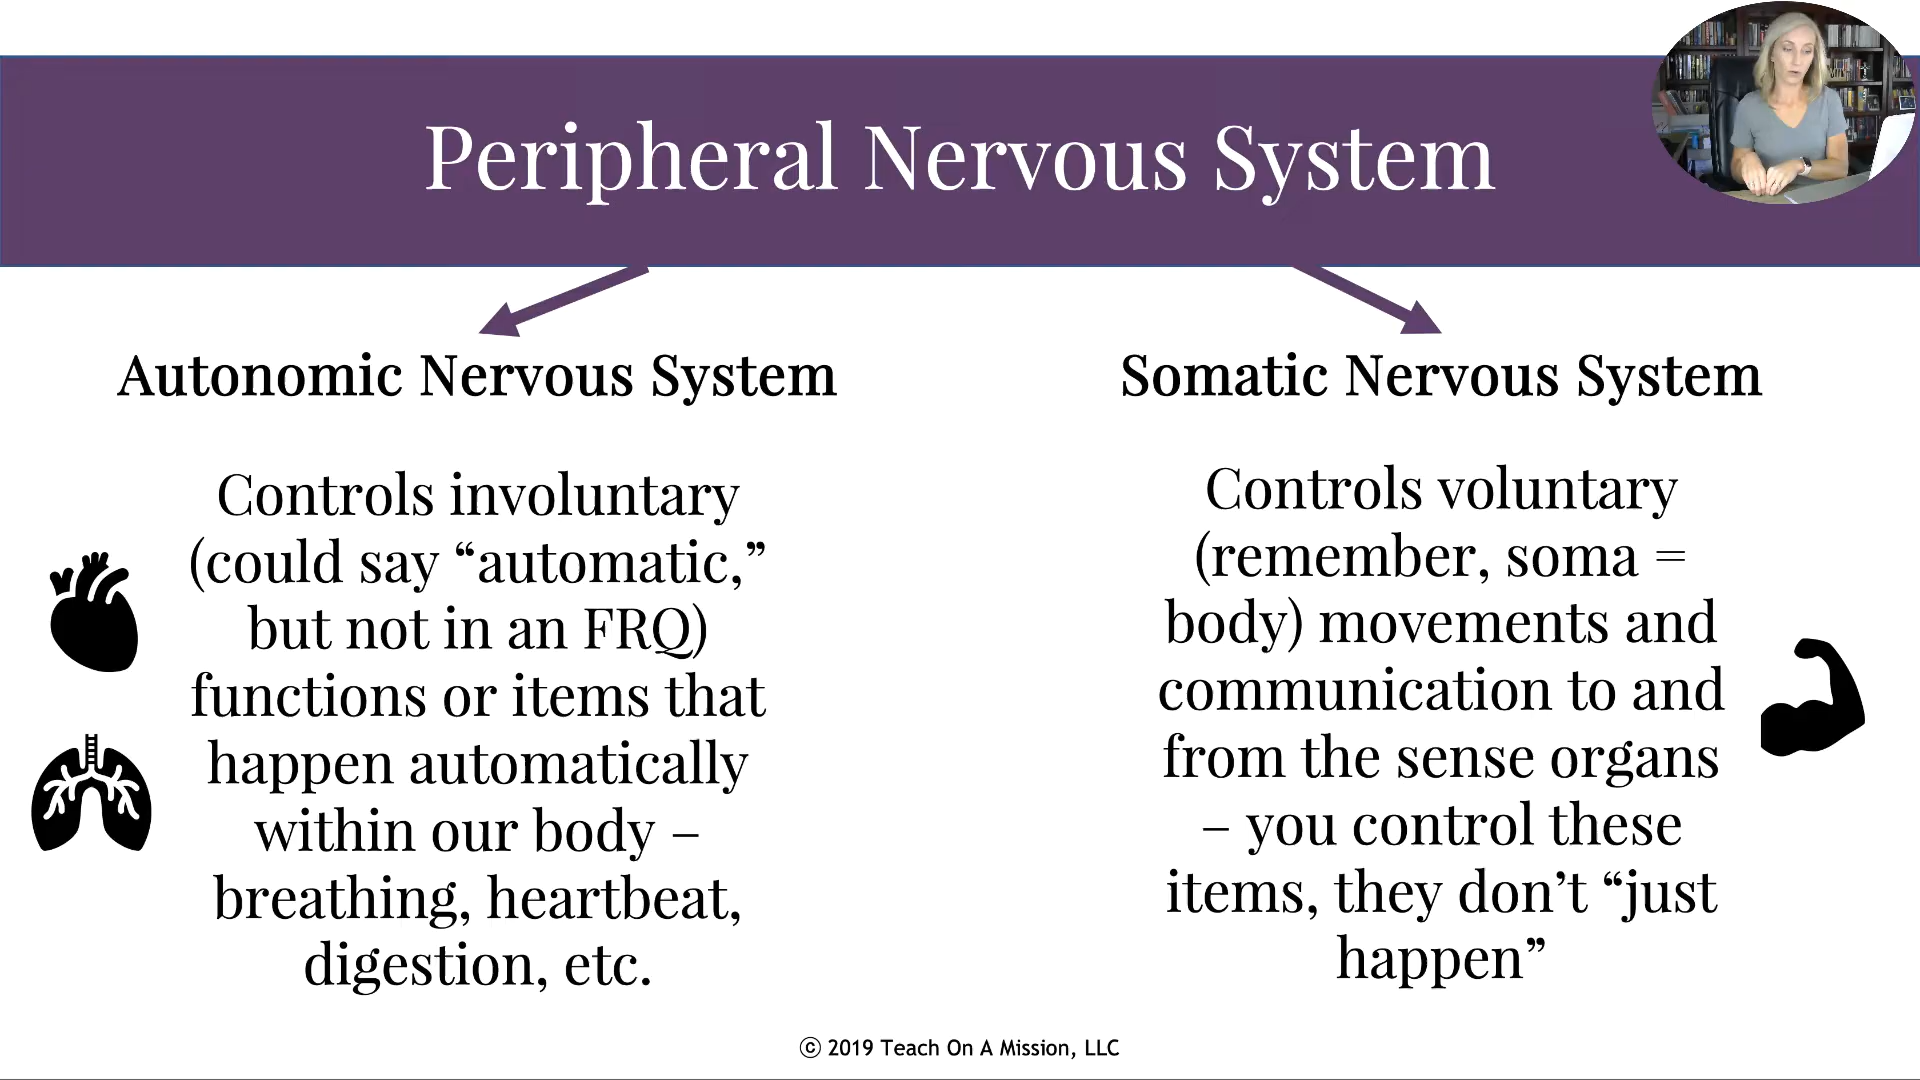 Peripheral Nervous System
Autonomic Nervous System
Controls involuntary
(could say “automatic,”
but not in an FRQ)
functions or items that
happen automatically
within our body –
breathing, heartbeat,
digestion, etc.
Somatic Nervous System
Controls voluntary
(remember, soma =
body) movements and
communication to and
from the sense organs
– you control these
items, they don’t “just
happen”
© 2019 Teach On A Mission, LLC